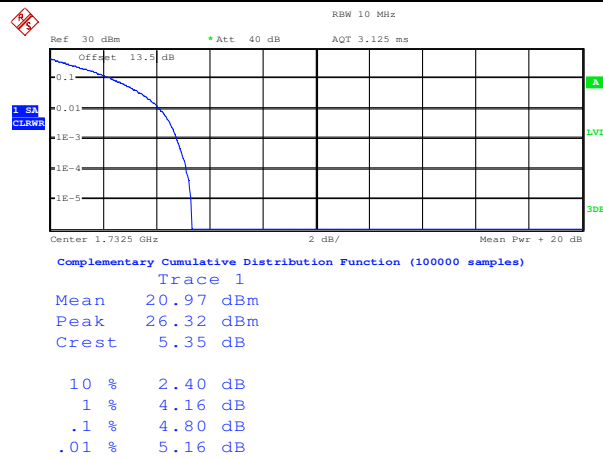 R S
RBW 10 MHz
Ref 30 dBm * Att 40 dB AQT 3.125 ms
Offset 13.5 dB
A
0.1
1 SA
CLRWR
0.01
LVL
1E-3
1E-4
1E-5
3DB
Center 1.7325 GHz 2 dB/ Mean Pwr + 20 dB
Complementary Cumulative Distribution Function (100000 samples)
Trace 1
Mean 20.97 dBm
Peak 26.32 dBm
Crest 5.35 dB
10 % 2.40 dB
1 % 4.16 dB
.1 % 4.80 dB
.01 % 5.16 dB